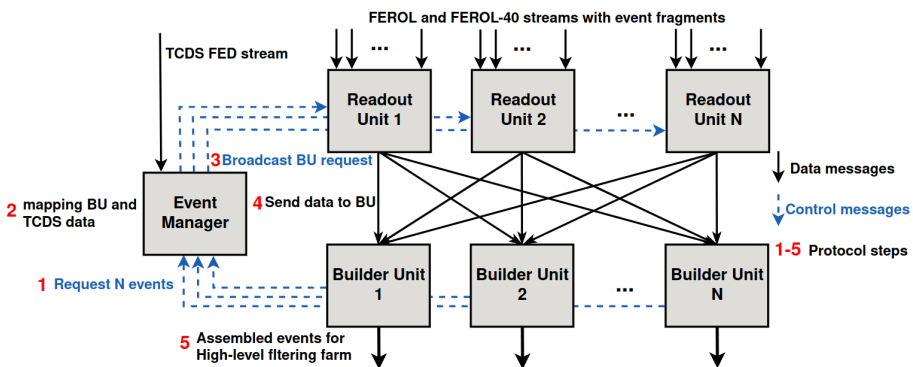 FEROL and FEROL-40 streams with event fragments
TCDS FED stream
...
...
...
Readout
Unit 1
Readout
Unit 2
...
Readout
Unit N
3 Broadcast BU request
Data messages
Event
Manager
2 mapping BU and
TCDS data
4 Send data to BU
Control messages
1-5 Protocol steps
1 Request N events
Builder Unit
1
Builder Unit
2
...
Builder Unit
N
5 Assembled events for
High-level fltering farm